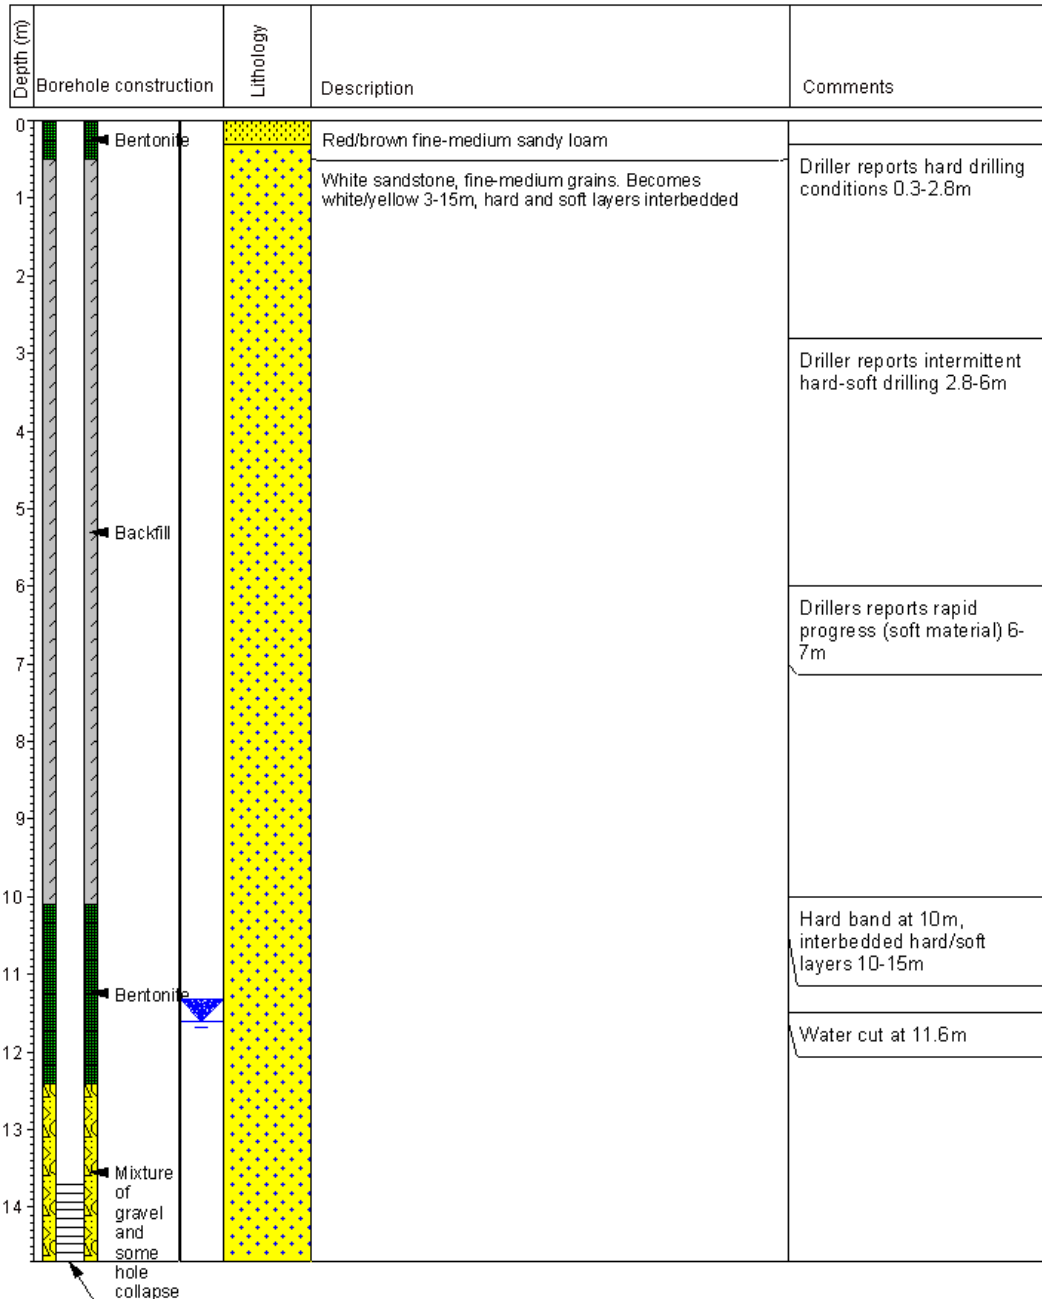 Depth (m)
Borehole construction
Lithology
Description
Comments
0
Bentonite
Red/brown fine-medium sandy loam
White sandstone, fine-medium grains. Becomes
white/yellow 3-15m, hard and soft layers interbedded
Driller reports hard drilling
conditions 0.3-2.8m
1
2
3
Driller reports intermittent
hard-soft drilling 2.8-6m
4
5
Backfill
6
Drillers reports rapid
progress (soft material) 6-
7m
7
8
9
10
Hard band at 10m,
interbedded hard/soft
layers 10-15m
11
Bentonite
Water cut at 11.6m
12
13
Mixture
of
gravel
and
some
hole
collapse
14